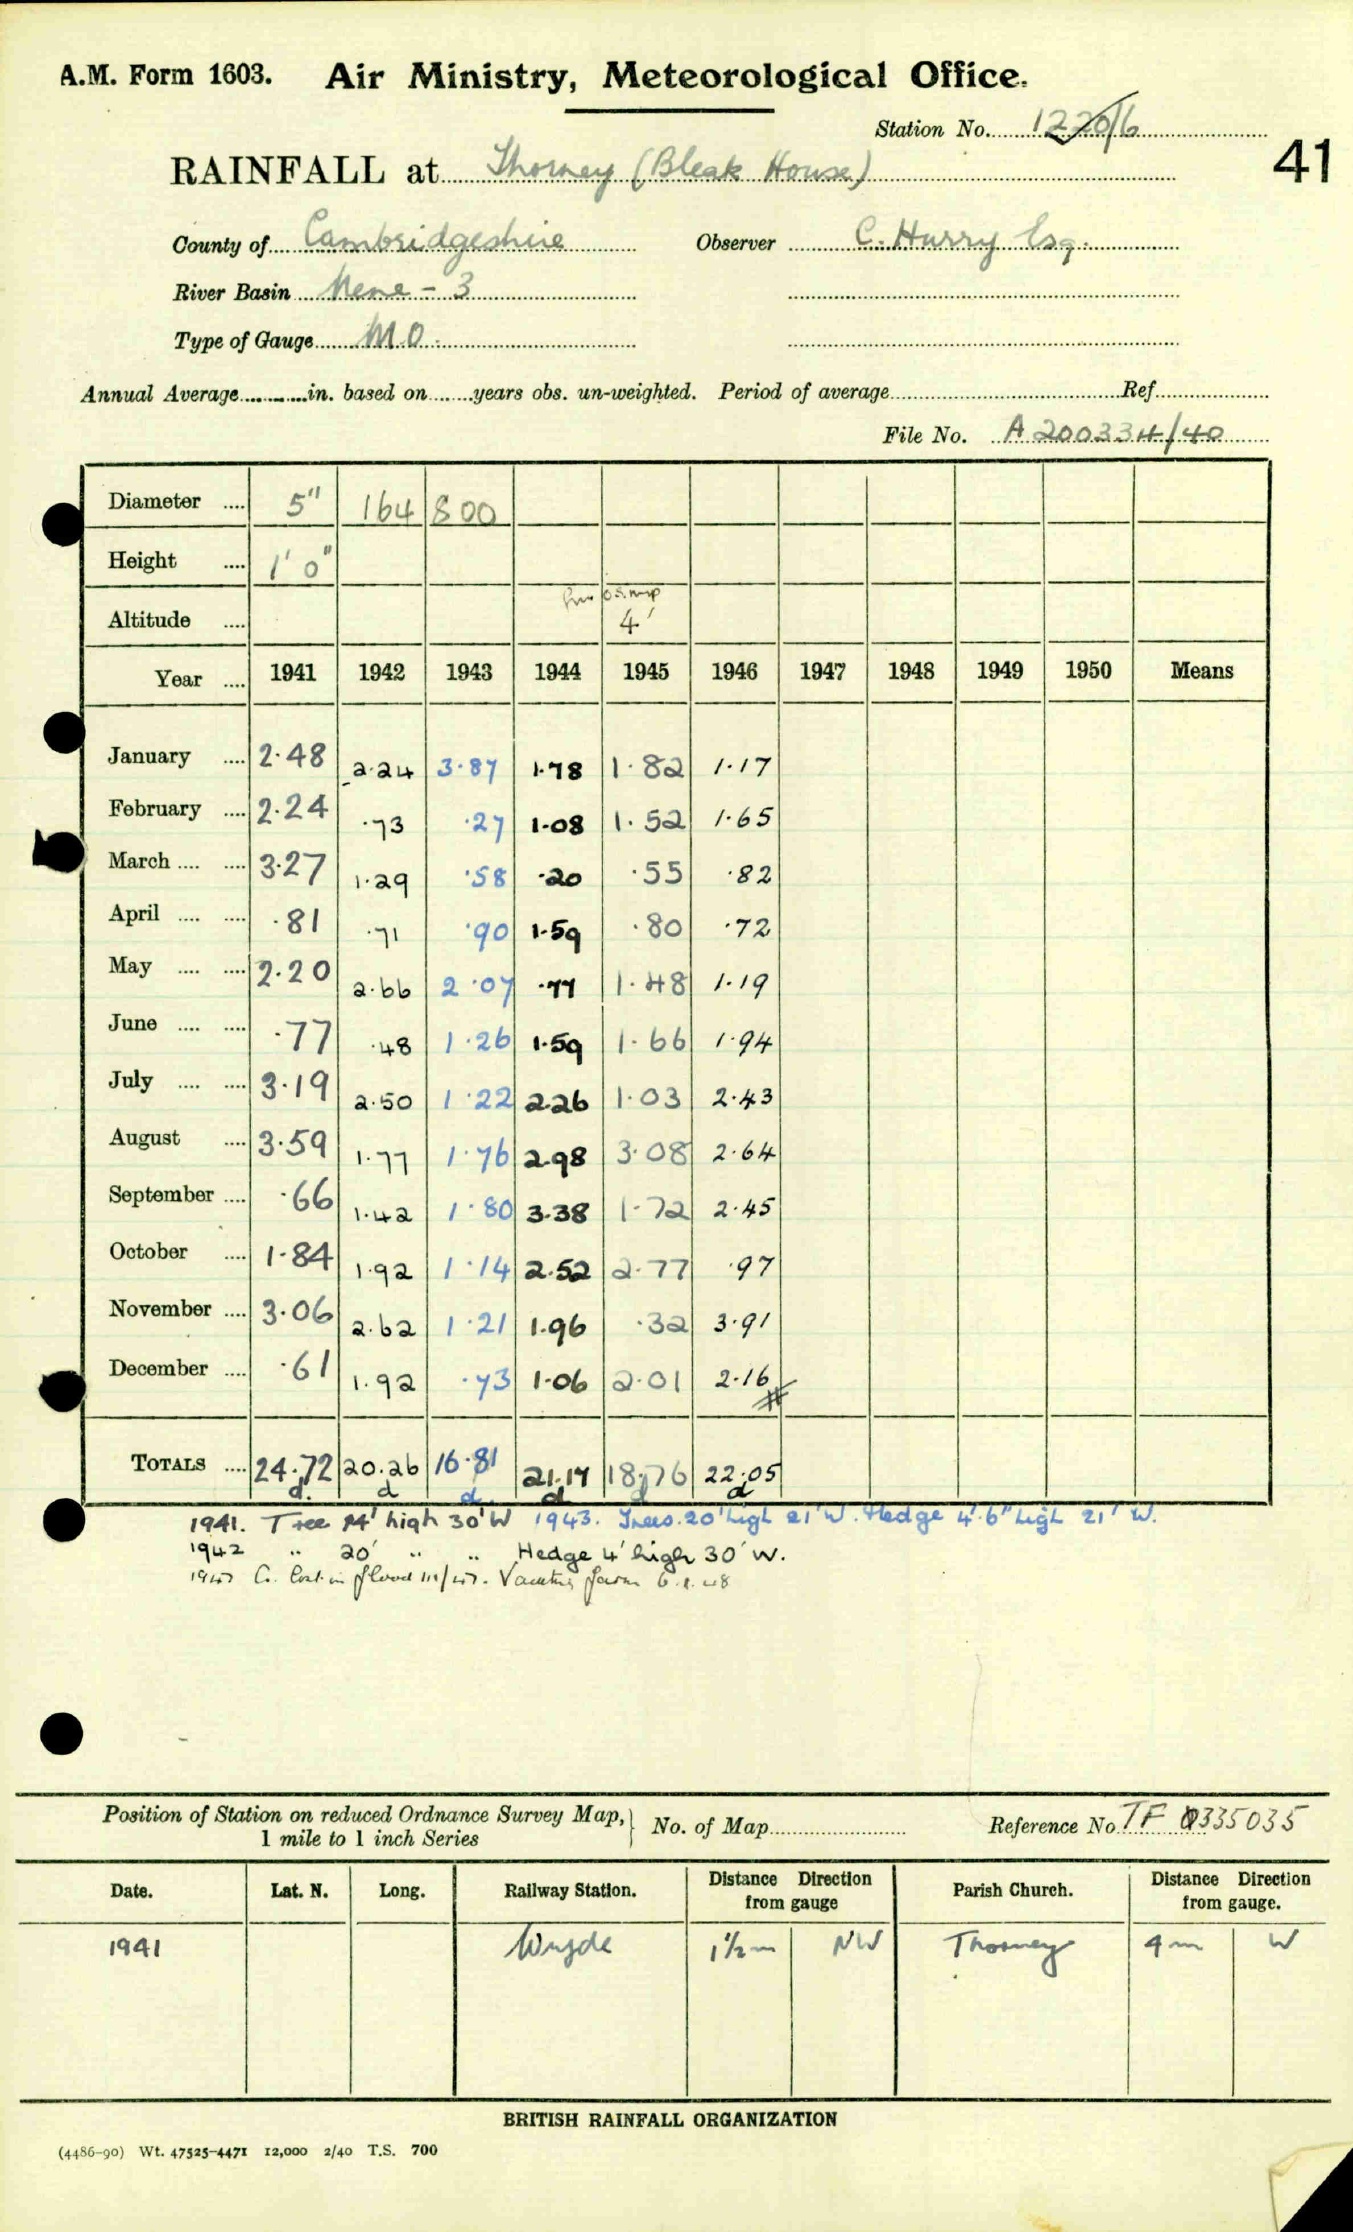 A.M. Form 1603. Air Ministry, Meteorological Office.
Station No. 1220/6
41
RAINFALL at Thorney (Bleak House)
County of Cambridgeshire Observer C. Hurry Esq.
River Basin Nene - 3
Type of Gauge M O.
Annual Average in. based on years obs. un-weighted. Period of average Ref
File No. A 200334/40
Diameter 5" 164 800
Height 1' 0"
from O.S. map
Altitude 4'
Year 1941 1942 1943 1944 1945 1946 1947 1948 1949 1950 Means
January 2.48 2.24 3.87 1.78 1.82 1.17
February 2.24 .73 .27 1.08 1.52 1.65
March 3.27 1.29 .58 .20 .55 .82
April .81 .71 .90 1.59 .80 .72
May 2.20 2.66 2.07 .77 1.48 1.19
June .77 .48 1.26 1.59 1.66 1.94
July 3.19 2.50 1.22 2.26 1.03 2.43
August 3.59 1.77 1.76 2.98 3.08 2.64
September .66 1.42 1.80 3.38 1.72 2.45
October 1.84 1.92 1.14 2.52 2.77 .97
November 3.06 2.62 1.21 1.96 .32 3.91
December .61 1.92 .73 1.06 2.01 2.16
TOTALS 24.72 20.26 16.81 21.17 18.76 22.05
d. d d. d d d
1941. Tree 14' high 30' W 1943. Trees. 20' high 21' W. Hedge 4' 6" high 21' W.
1942 " 20' " " Hedge 4' high 30' W.
1947 G. lost in flood III/47. Vacating farm 6.1.48
Position of Station on reduced Ordnance Survey Map, 1 mile to 1 inch Series
No. of Map Reference No TF 335035
Date. Lat. N. Long. Railway Station. Distance from gauge Direction Parish Church. Distance from gauge. Direction
1941 Wryde 1½ m NW Thorney 4 m W
BRITISH RAINFALL ORGANIZATION
(4486-90) Wt. 47525-4471 12,000 2/40 T.S. 700